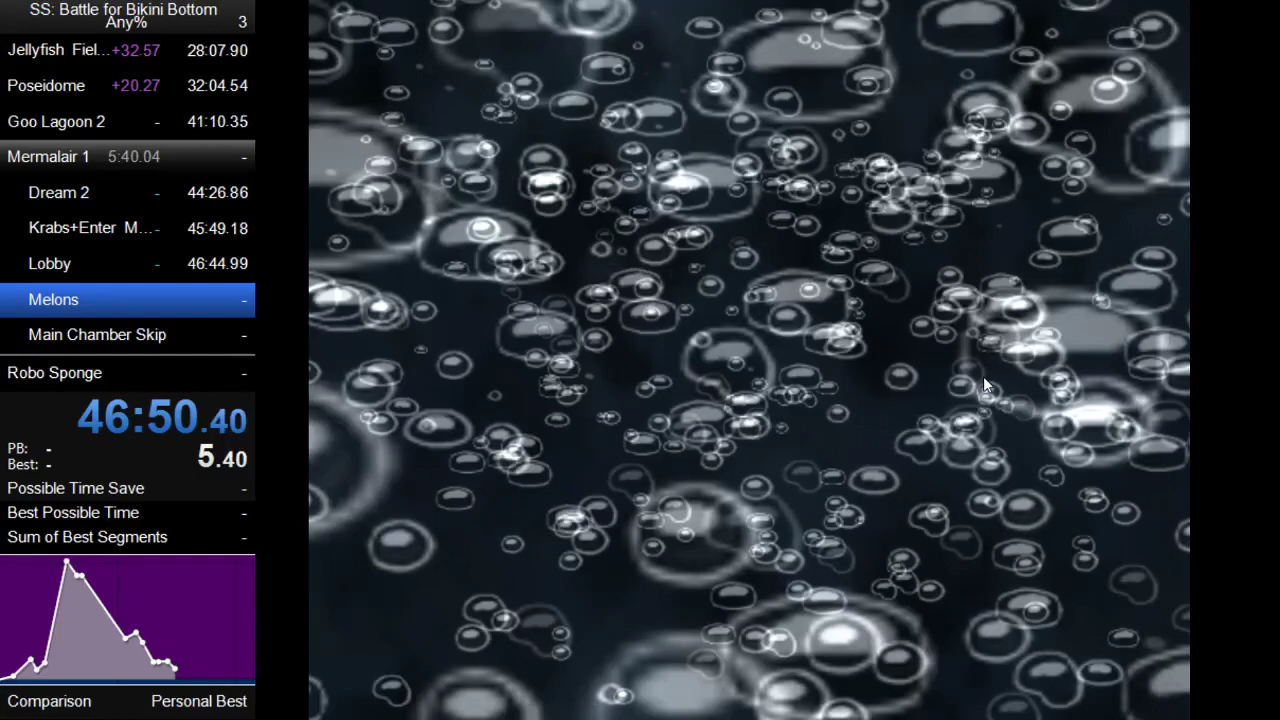 SS: Battle for Bikini Bottom
Any% 3
Jellyfish Fiel... +32.57 28:07.90
Poseidome +20.27 32:04.54
Goo Lagoon 2 - 41:10.35
Mermalair 1 5:40.04 -
Dream 2 - 44:26.86
Krabs+Enter M... - 45:49.18
Lobby - 46:44.99
Melons -
Main Chamber Skip -
Robo Sponge -
46:50.40
PB: -
Best: - 5.40
Possible Time Save -
Best Possible Time -
Sum of Best Segments -
Comparison Personal Best